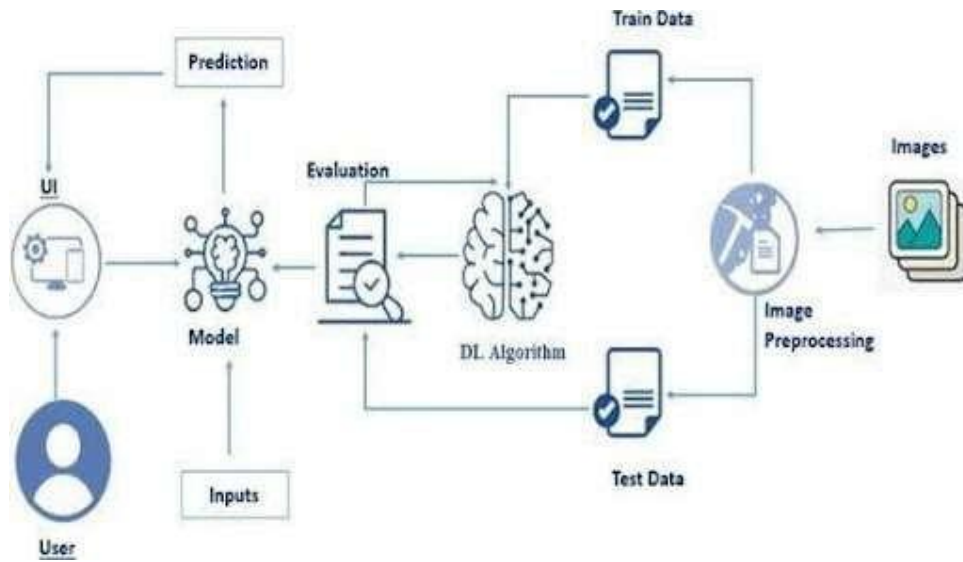 Train Data
Prediction
Images
Evaluation
UI
Model
DL Algorithm
Image
Preprocessing
Inputs
Test Data
User